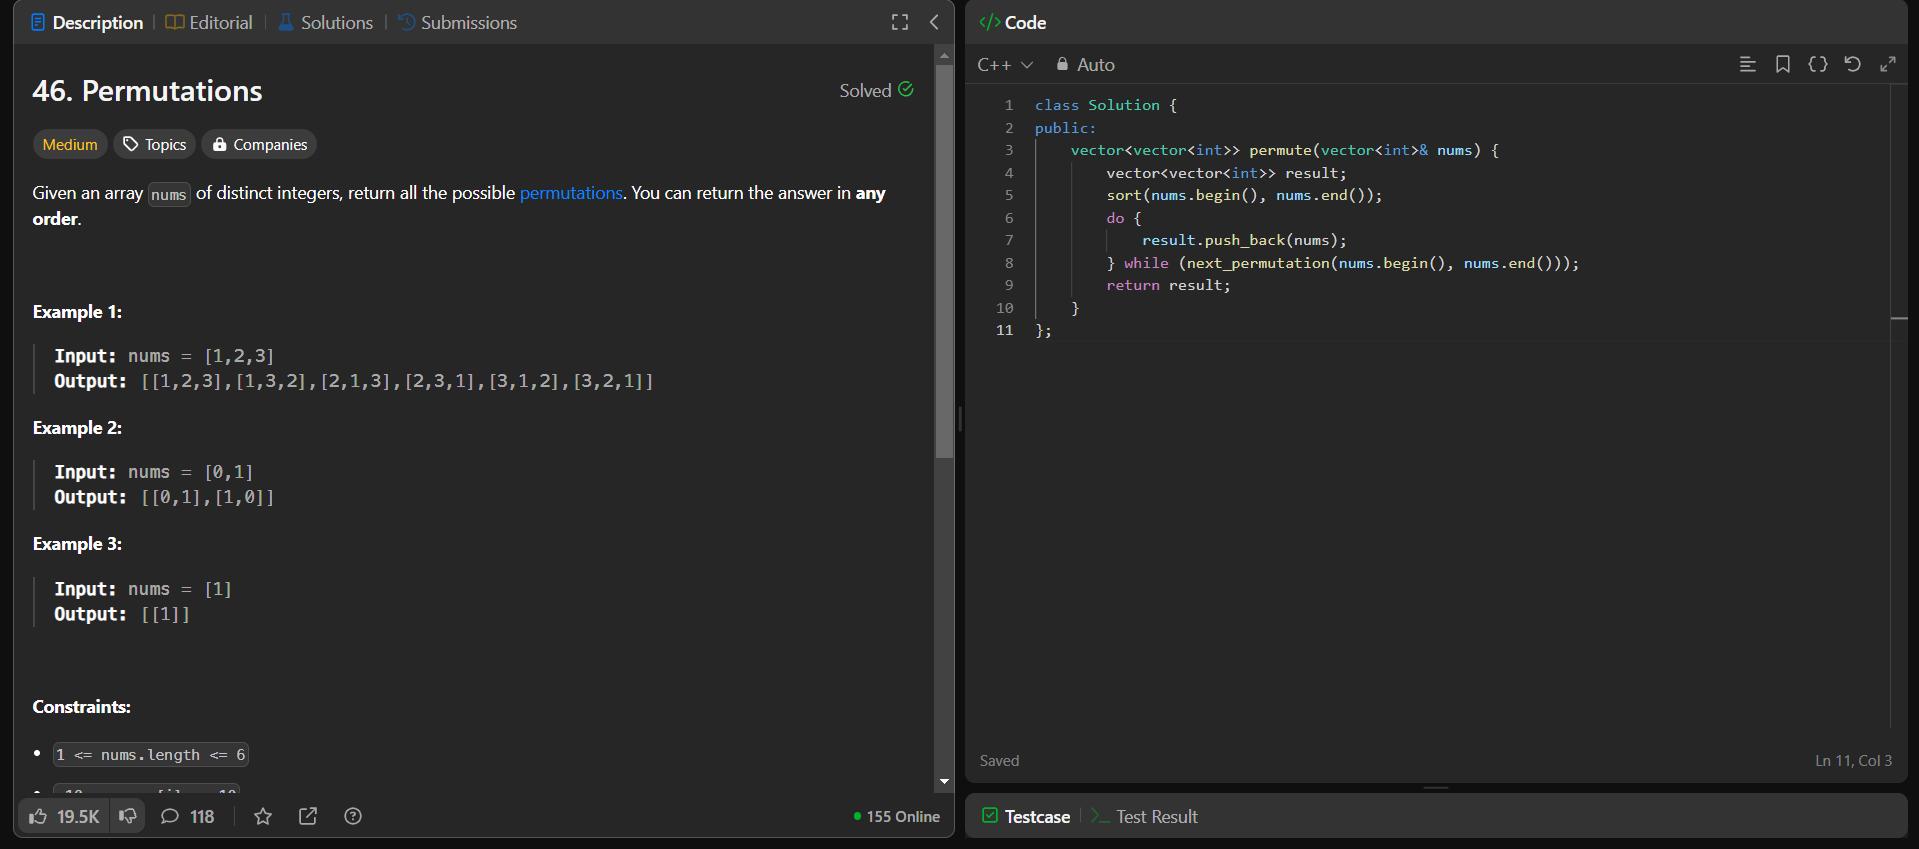 Description
Editorial
Solutions
Submissions
46. Permutations
Solved
Medium
Topics
Companies
Given an array nums of distinct integers, return all the possible permutations. You can return the answer in any
order.
Example 1:
Input: nums = [1,2,3]
Output: [[1,2,3],[1,3,2],[2,1,3],[2,3,1],[3,1,2],[3,2,1]]
Example 2:
Input: nums = [0,1]
Output: [[0,1],[1,0]]
Example 3:
Input: nums = [1]
Output: [[1]]
Constraints:
1 <= nums.length <= 6
19.5K
118
155 Online
</> Code
C++
Auto
1 class Solution {
2 public:
3     vector<vector<int>> permute(vector<int>& nums) {
4         vector<vector<int>> result;
5         sort(nums.begin(), nums.end());
6         do {
7             result.push_back(nums);
8         } while (next_permutation(nums.begin(), nums.end()));
9         return result;
10     }
11 };
Saved
Ln 11, Col 3
Testcase
Test Result